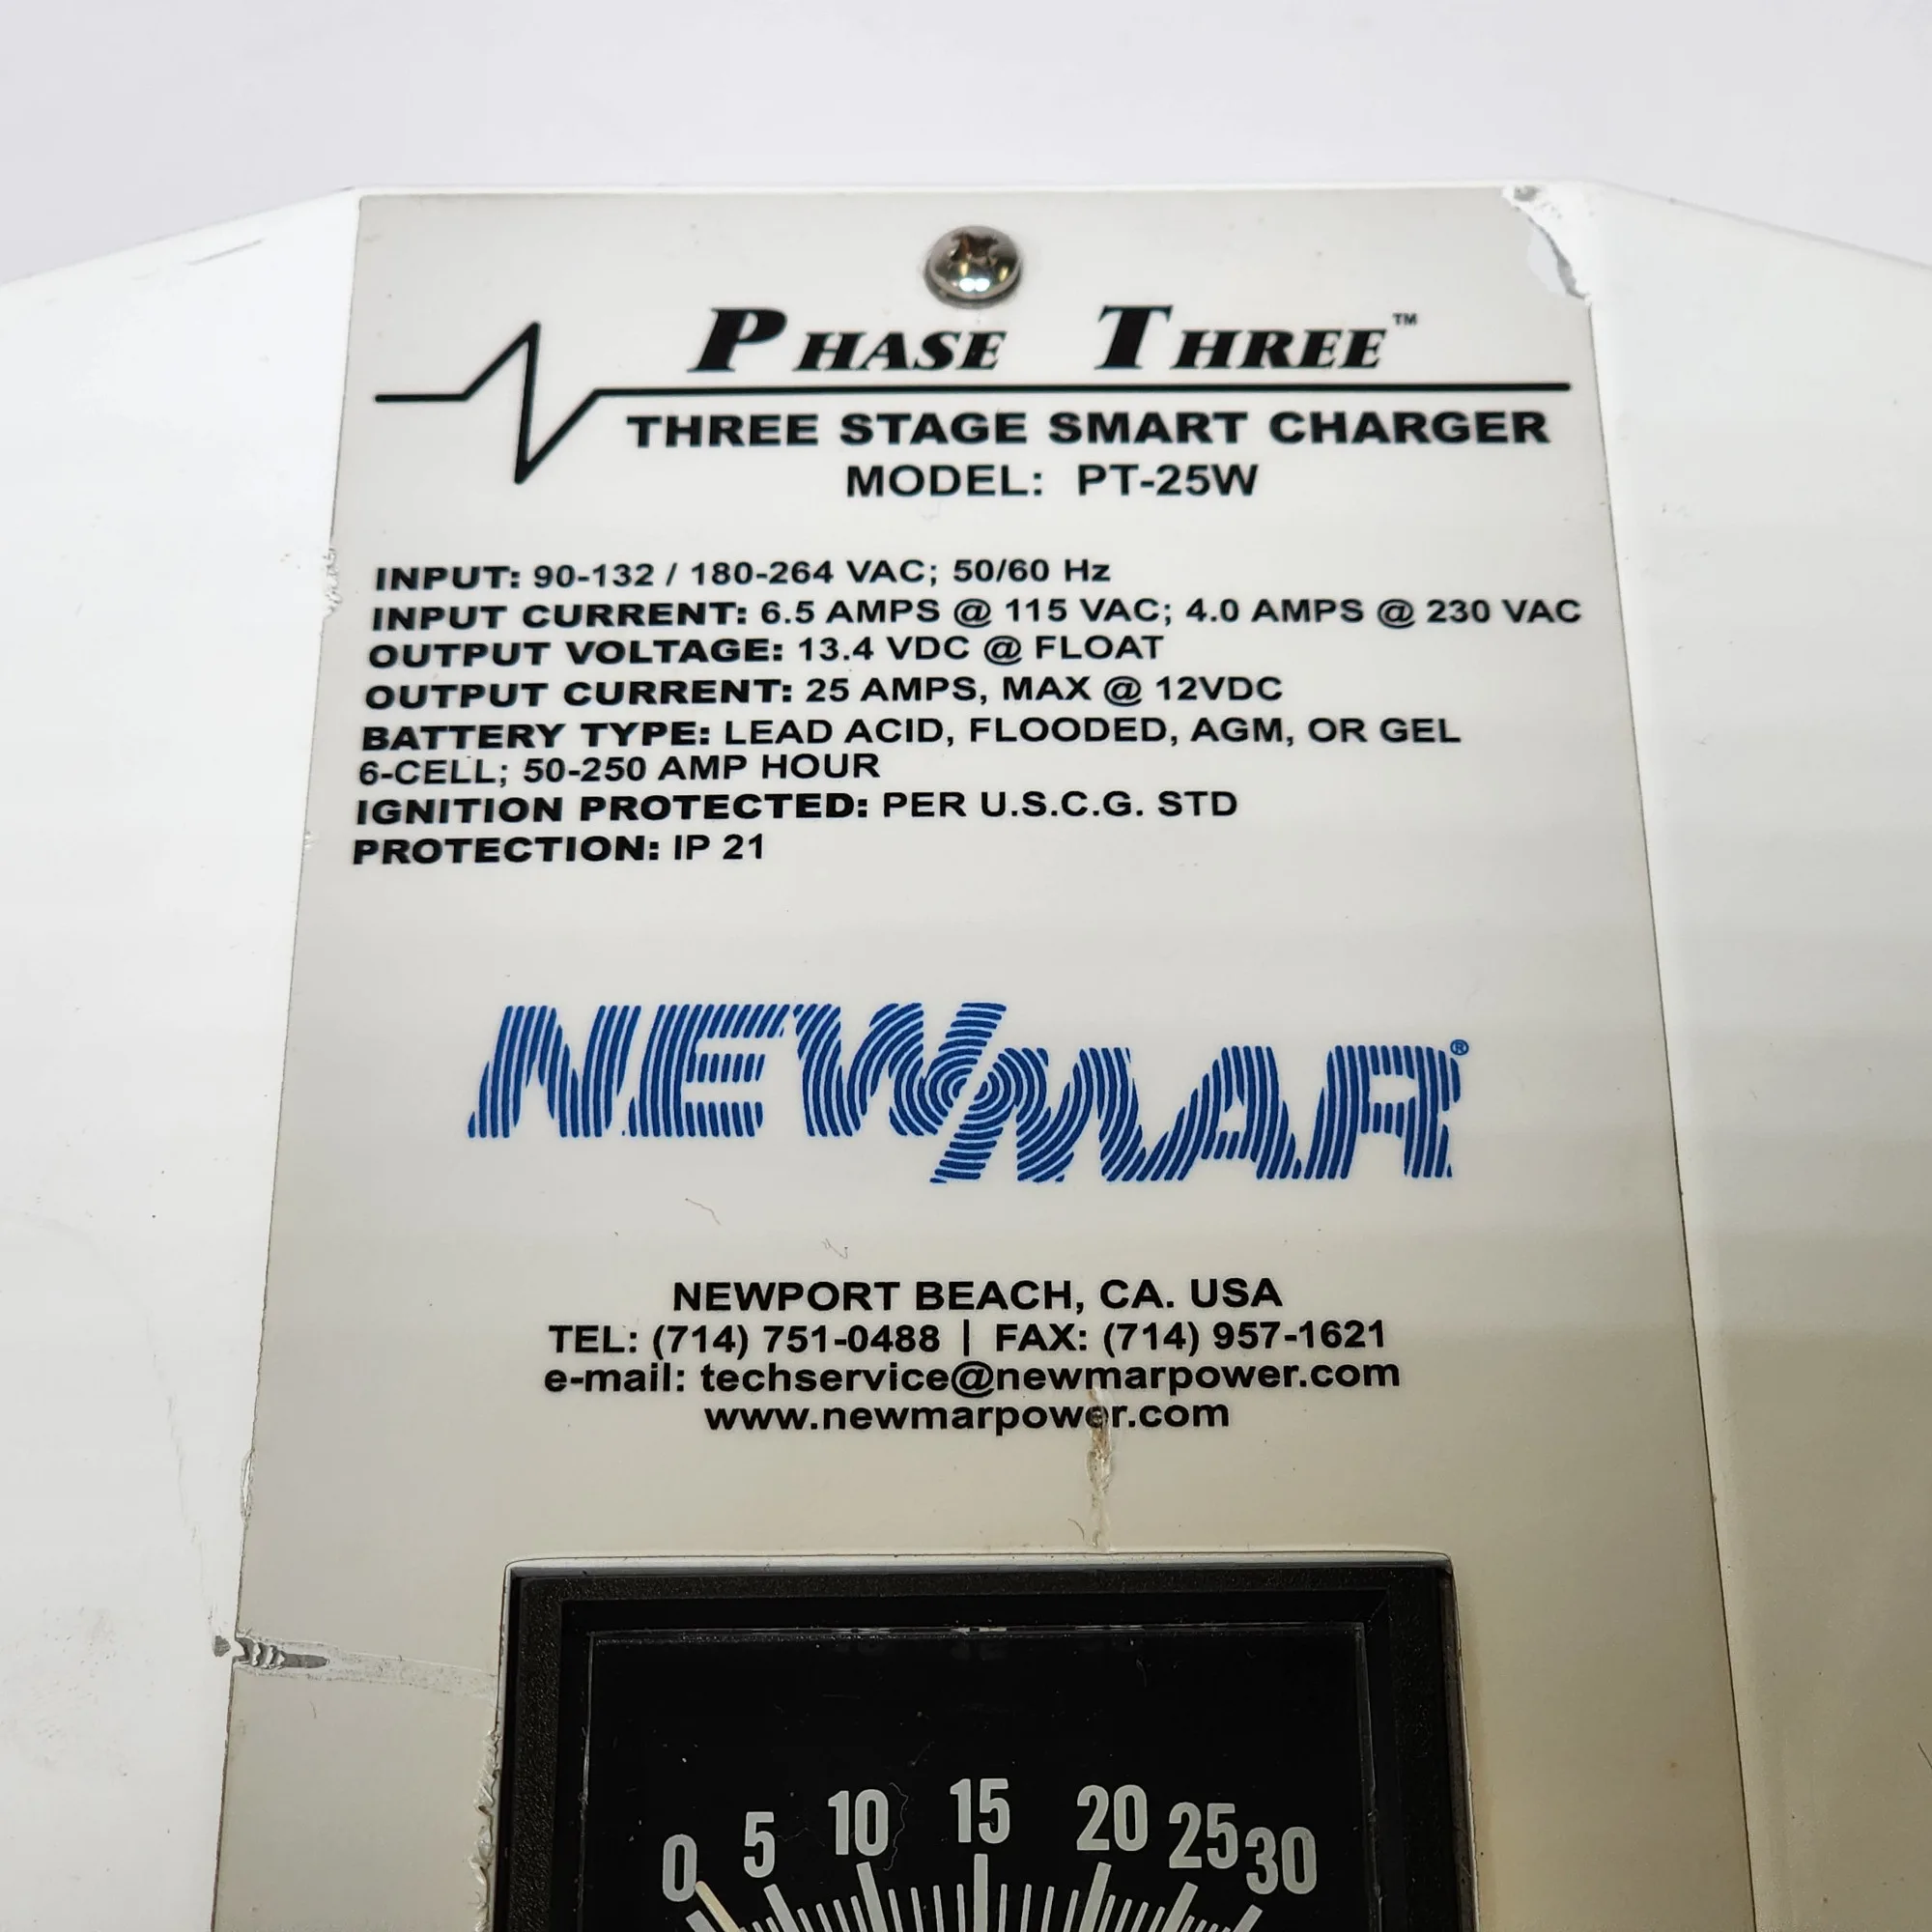 PHASE THREE™
THREE STAGE SMART CHARGER
MODEL: PT-25W
INPUT: 90-132 / 180-264 VAC; 50/60 Hz
INPUT CURRENT: 6.5 AMPS @ 115 VAC; 4.0 AMPS @ 230 VAC
OUTPUT VOLTAGE: 13.4 VDC @ FLOAT
OUTPUT CURRENT: 25 AMPS, MAX @ 12VDC
BATTERY TYPE: LEAD ACID, FLOODED, AGM, OR GEL
6-CELL; 50-250 AMP HOUR
IGNITION PROTECTED: PER U.S.C.G. STD
PROTECTION: IP 21
NEWMAR®
NEWPORT BEACH, CA. USA
TEL: (714) 751-0488 | FAX: (714) 957-1621
e-mail: techservice@newmarpower.com
www.newmarpower.com
0 5 10 15 20 25 30